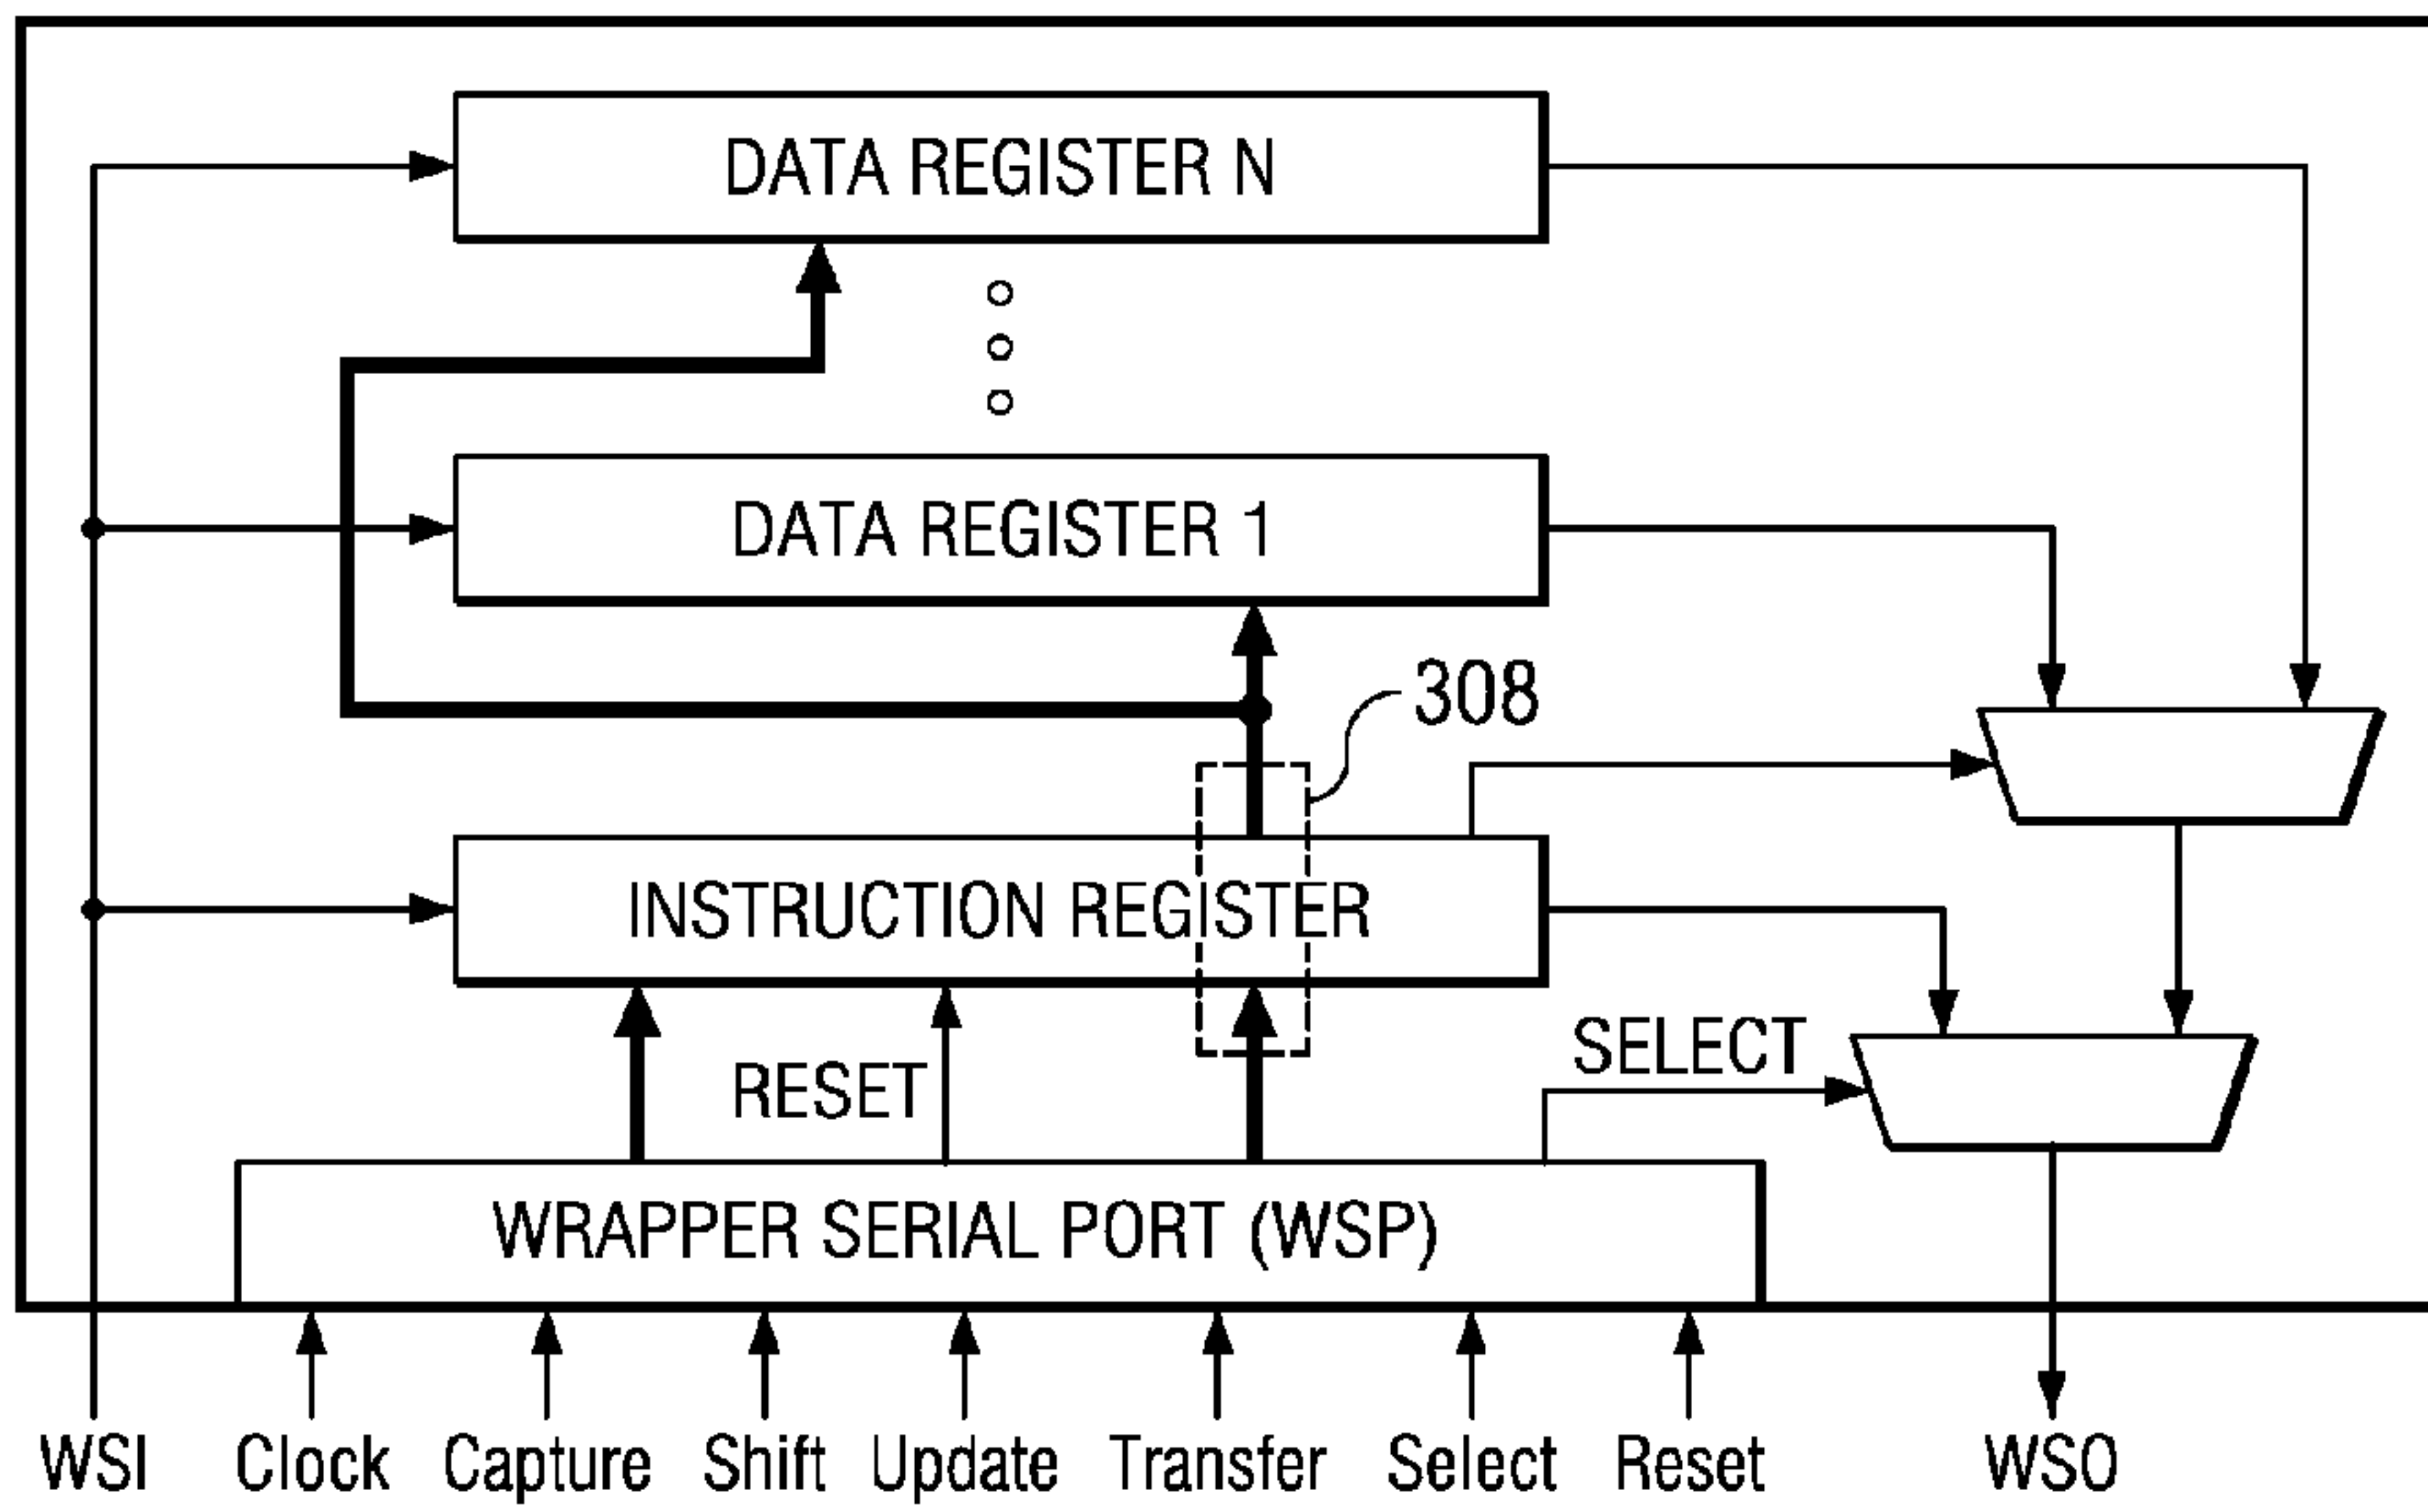 DATA REGISTER N
DATA REGISTER 1
308
INSTRUCTION REGISTER
SELECT
RESET
WRAPPER SERIAL PORT (WSP)
WSI Clock Capture Shift Update Transfer Select Reset WSO